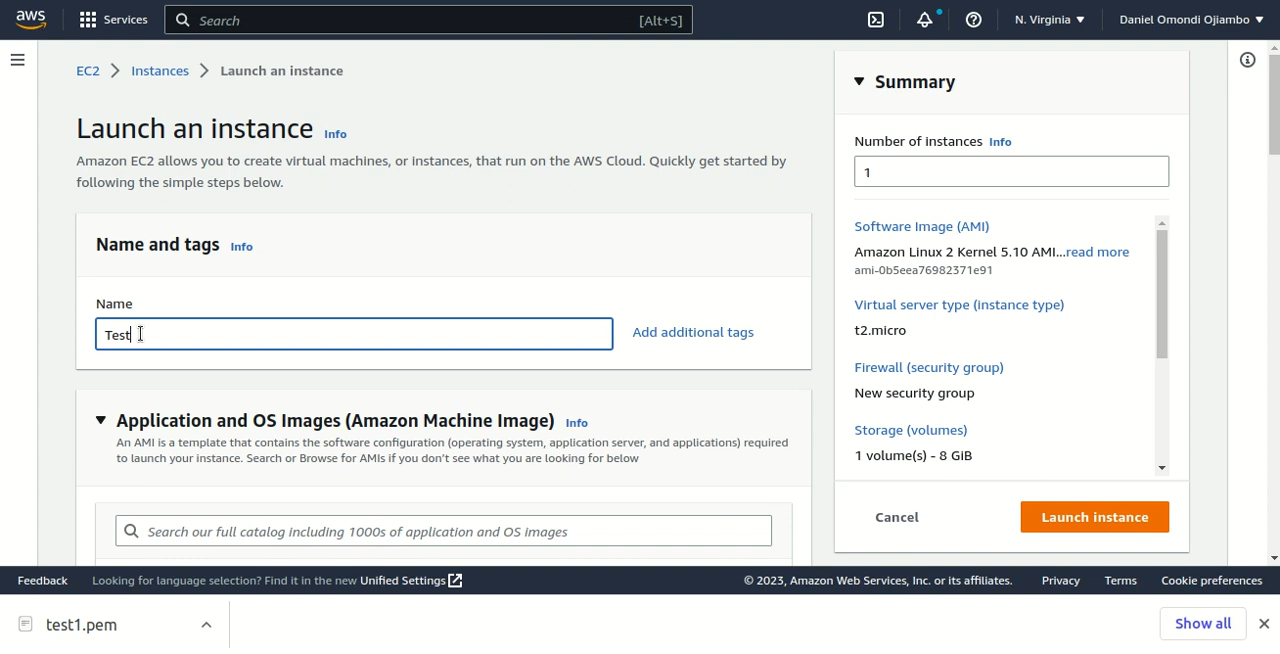 aws Services Search [Alt+S] N. Virginia ▼ Daniel Omondi Ojiambo ▼
EC2 > Instances > Launch an instance
Launch an instance Info
Amazon EC2 allows you to create virtual machines, or instances, that run on the AWS Cloud. Quickly get started by
following the simple steps below.
Name and tags Info
Name
Test
Add additional tags
▼ Application and OS Images (Amazon Machine Image) Info
An AMI is a template that contains the software configuration (operating system, application server, and applications) required
to launch your instance. Search or Browse for AMIs if you don't see what you are looking for below
Search our full catalog including 1000s of application and OS images
▼ Summary
Number of instances Info
1
Software Image (AMI)
Amazon Linux 2 Kernel 5.10 AMI...read more
ami-0b5eea76982371e91
Virtual server type (instance type)
t2.micro
Firewall (security group)
New security group
Storage (volumes)
1 volume(s) - 8 GiB
Cancel Launch instance
Feedback Looking for language selection? Find it in the new Unified Settings © 2023, Amazon Web Services, Inc. or its affiliates. Privacy Terms Cookie preferences
test1.pem Show all